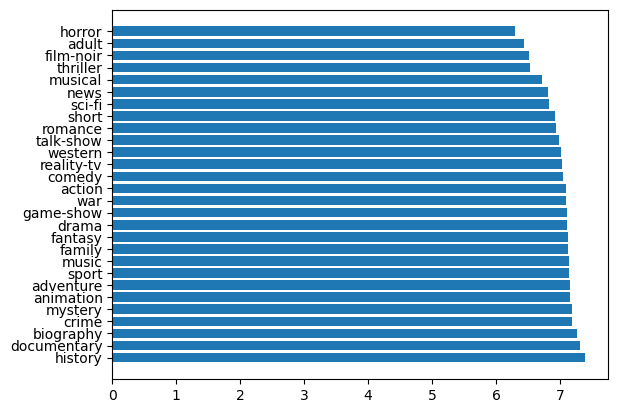 horror
adult
film-noir
thriller
musical
news
sci-fi
short
romance
talk-show
western
reality-tv
comedy
action
war
game-show
drama
fantasy
family
music
sport
adventure
animation
mystery
crime
biography
documentary
history
0 1 2 3 4 5 6 7